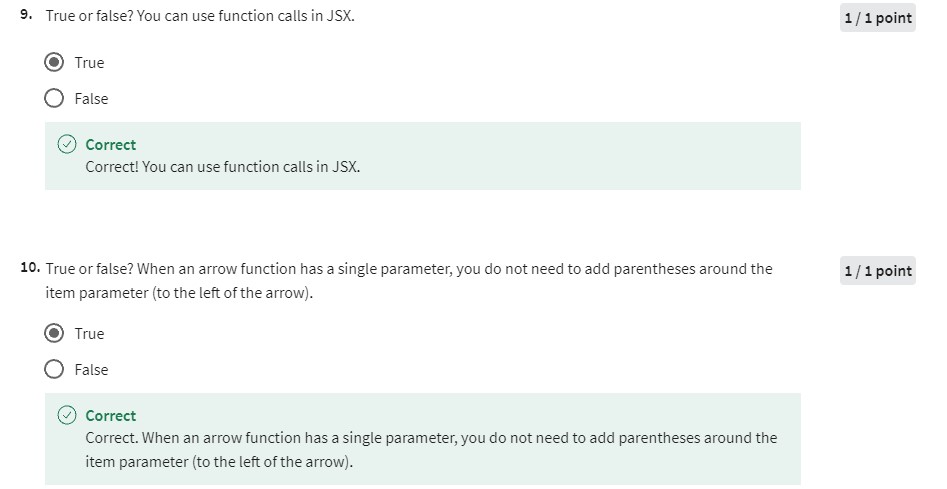 9. True or false? You can use function calls in JSX.
1 / 1 point
True
False
Correct
Correct! You can use function calls in JSX.
10. True or false? When an arrow function has a single parameter, you do not need to add parentheses around the
item parameter (to the left of the arrow).
1 / 1 point
True
False
Correct
Correct. When an arrow function has a single parameter, you do not need to add parentheses around the
item parameter (to the left of the arrow).